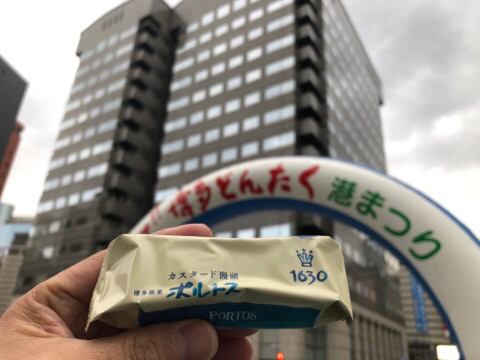 博多どんたく 港まつり
カスタード饅頭
博多銘菓 ポルトス
PORTOS
1630